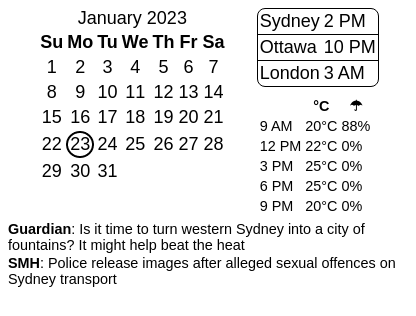 January 2023
Su Mo Tu We Th Fr Sa
1 2 3 4 5 6 7
8 9 10 11 12 13 14
15 16 17 18 19 20 21
22 23 24 25 26 27 28
29 30 31
Sydney 2 PM
Ottawa 10 PM
London 3 AM
°C ☂
9 AM 20°C 88%
12 PM 22°C 0%
3 PM 25°C 0%
6 PM 25°C 0%
9 PM 20°C 0%
Guardian: Is it time to turn western Sydney into a city of
fountains? It might help beat the heat
SMH: Police release images after alleged sexual offences on
Sydney transport